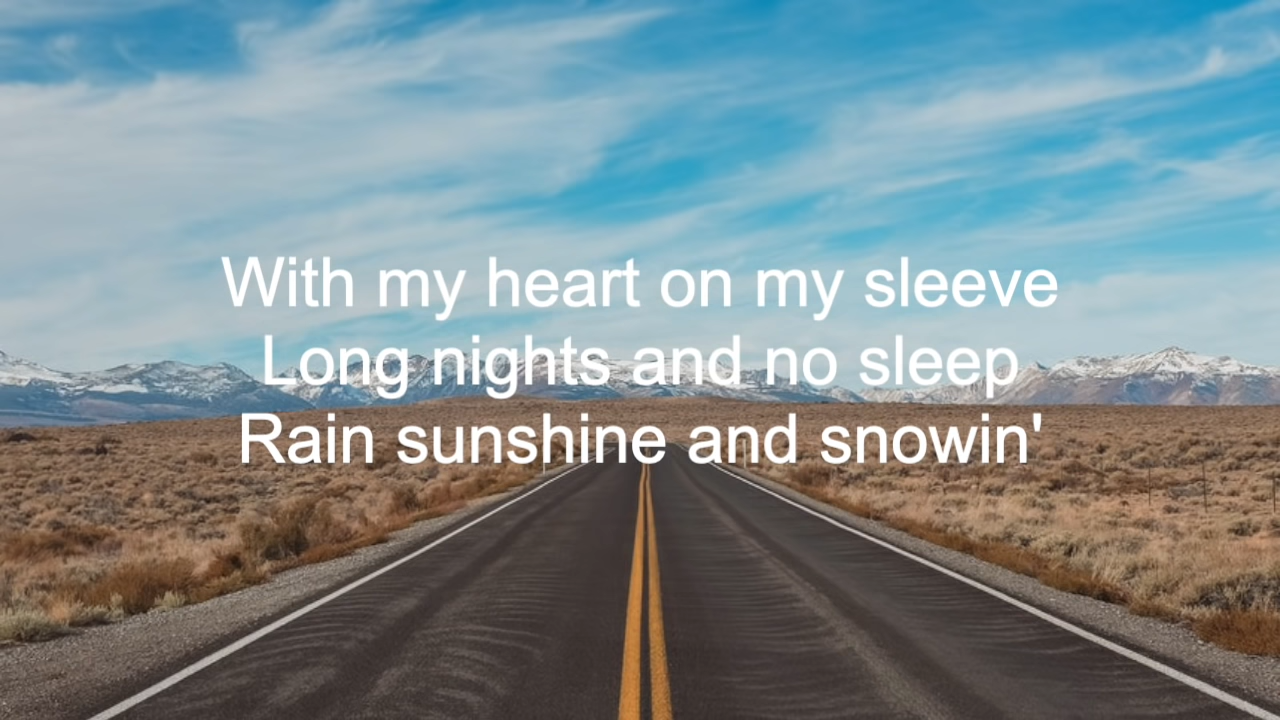 With my heart on my sleeve
Long nights and no sleep
Rain sunshine and snowin'